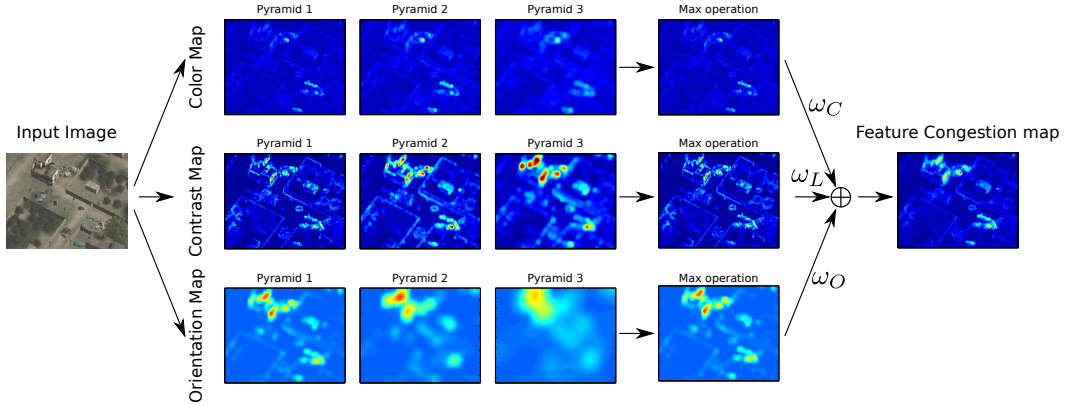 Pyramid 1 Pyramid 2 Pyramid 3 Max operation
Color Map
ω_C
Input Image
Feature Congestion map
Pyramid 1 Pyramid 2 Pyramid 3 Max operation
Contrast Map
ω_L
Pyramid 1 Pyramid 2 Pyramid 3 Max operation
Orientation Map
ω_O